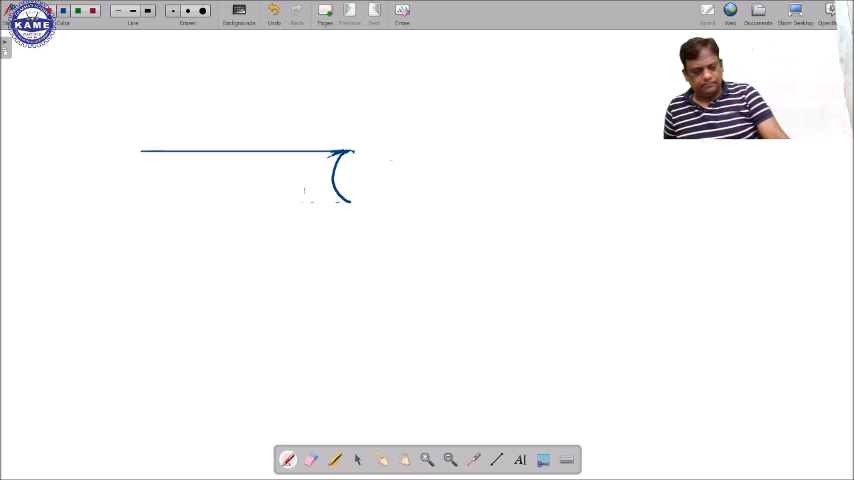 Color
Line
Eraser
Backgrounds
Undo
Redo
Pages
Previous
Next
Erase
Board
Web
Documents
Show Desktop
KAME